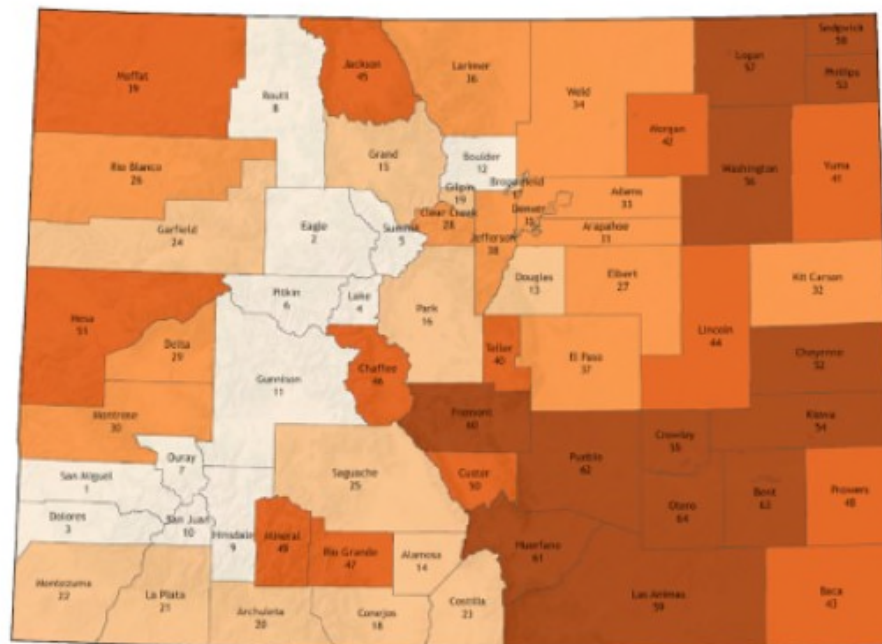 Moffat
39
Routt
8
Jackson
45
Larimer
36
Weld
34
Logan
57
Sedgwick
58
Phillips
53
Morgan
42
Washington
56
Yuma
41
Rio Blanco
26
Grand
15
Boulder
12
Broomfield
Gilpin
19
Clear Creek
28
Jefferson
38
Denver
Adams
33
Arapahoe
31
Garfield
24
Eagle
2
Summit
5
Douglas
13
Elbert
27
Kit Carson
32
Pitkin
6
Lake
4
Park
16
Mesa
51
Delta
29
Gunnison
11
Chaffee
46
Teller
40
El Paso
37
Lincoln
44
Cheyenne
52
Montrose
30
Ouray
7
Fremont
60
Pueblo
62
Crowley
55
Kiowa
54
San Miguel
1
Saguache
25
Custer
50
Otero
64
Bent
63
Prowers
48
Dolores
3
San Juan
10
Hinsdale
9
Mineral
49
Rio Grande
47
Alamosa
14
Huerfano
61
Montezuma
22
La Plata
21
Archuleta
20
Conejos
18
Costilla
23
Las Animas
59
Baca
43